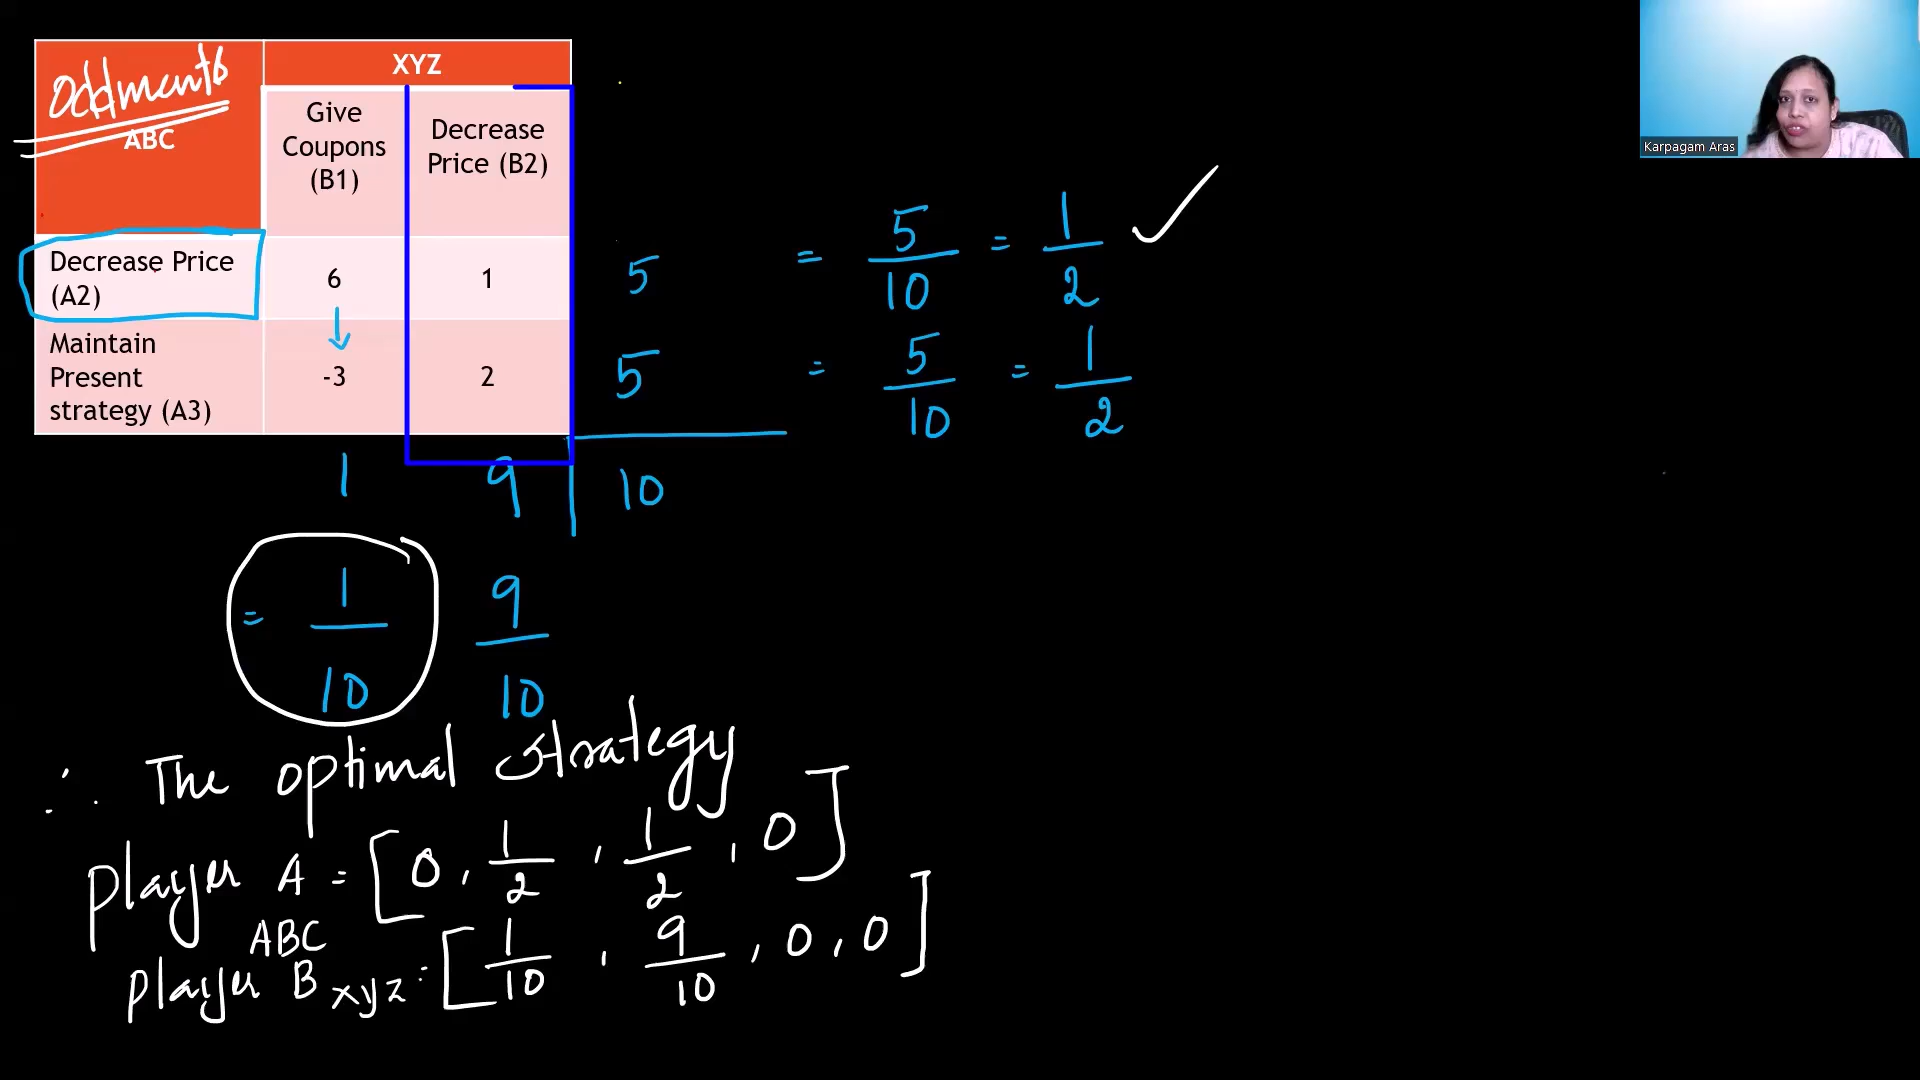 Oddments
ABC
XYZ
Give Coupons (B1)
Decrease Price (B2)
Decrease Price (A2)
6
1
5
= 5/10 = 1/2 ✓
Maintain Present strategy (A3)
-3
2
5
= 5/10 = 1/2
1
9
10
= 1/10
9/10
∴ The optimal strategy
player A = [0, 1/2, 1/2, 0]
ABC
player B xyz = [1/10, 9/10, 0, 0]
Karpagam Aras